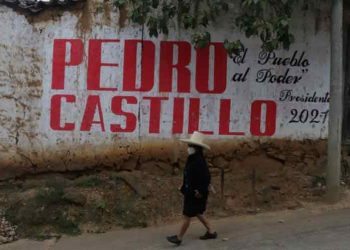 PEDRO
CASTILLO
El Pueblo
al Poder"
Presidente
2021